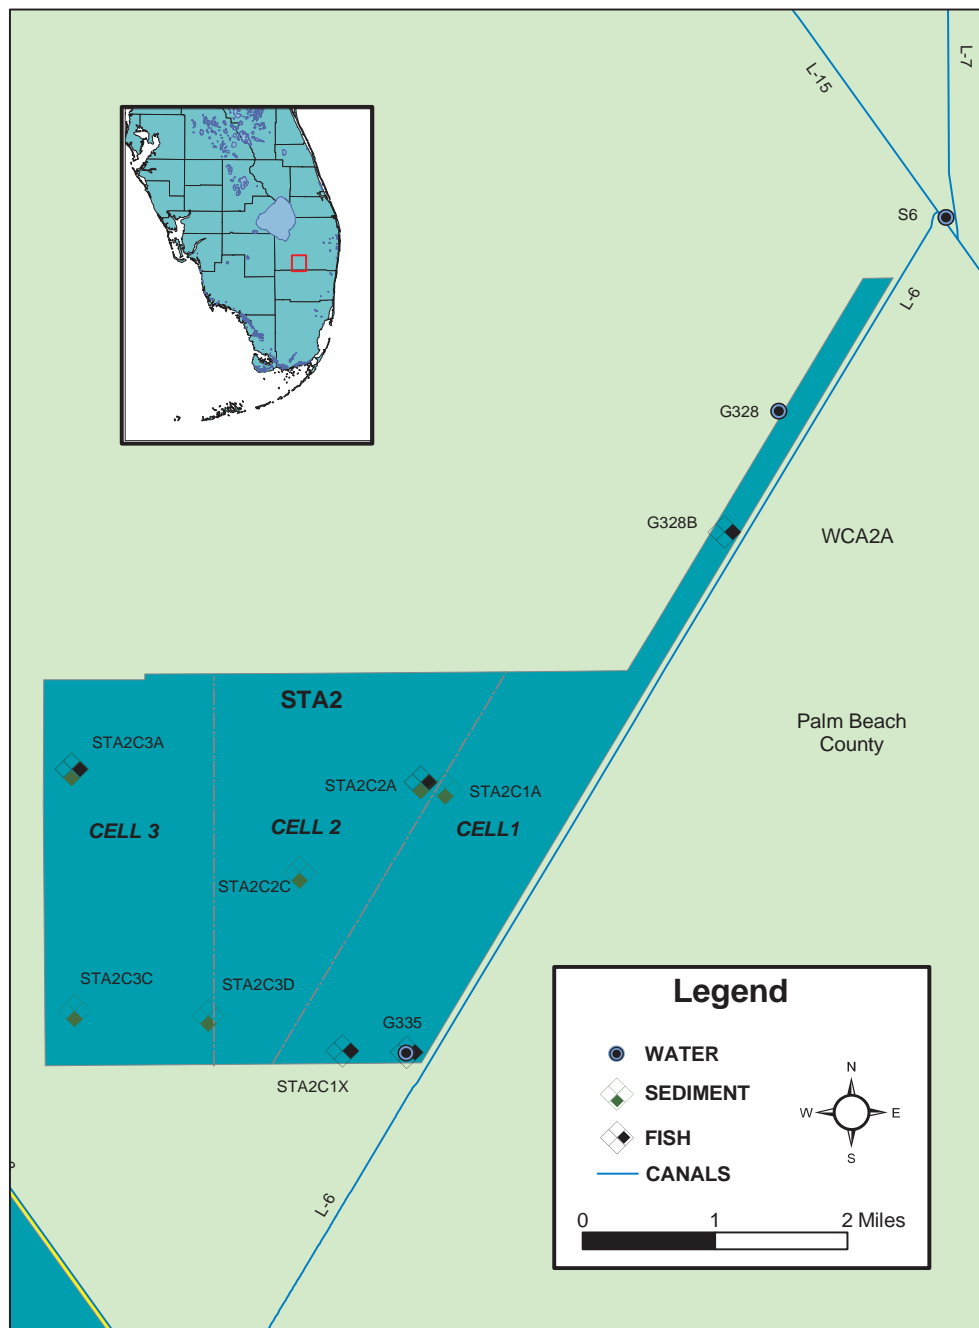 L-7
L-15
S6
L-6
G328
G328B
WCA2A
STA2
Palm Beach
County
STA2C3A
STA2C2A
STA2C1A
CELL 3
CELL 2
CELL1
STA2C2C
STA2C3C
STA2C3D
G335
STA2C1X
L-6
Legend
WATER
SEDIMENT
FISH
CANALS
N
W
E
S
0
1
2 Miles